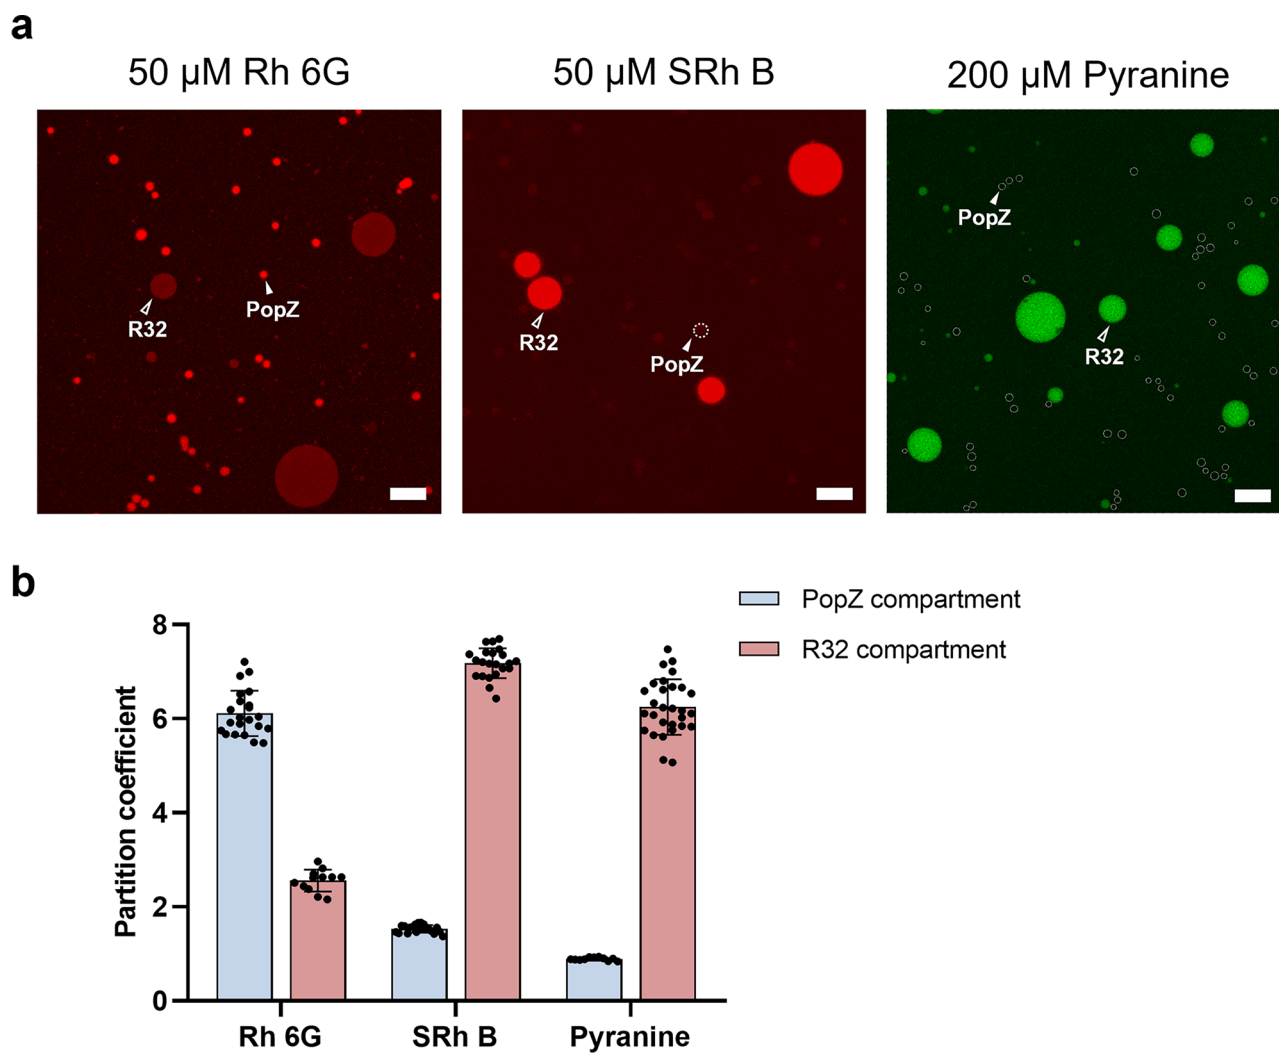 a
50 µM Rh 6G
50 µM SRh B
200 µM Pyranine
R32
PopZ
R32
PopZ
PopZ
R32
b
PopZ compartment
R32 compartment
Partition coefficient
8
6
4
2
0
Rh 6G
SRh B
Pyranine